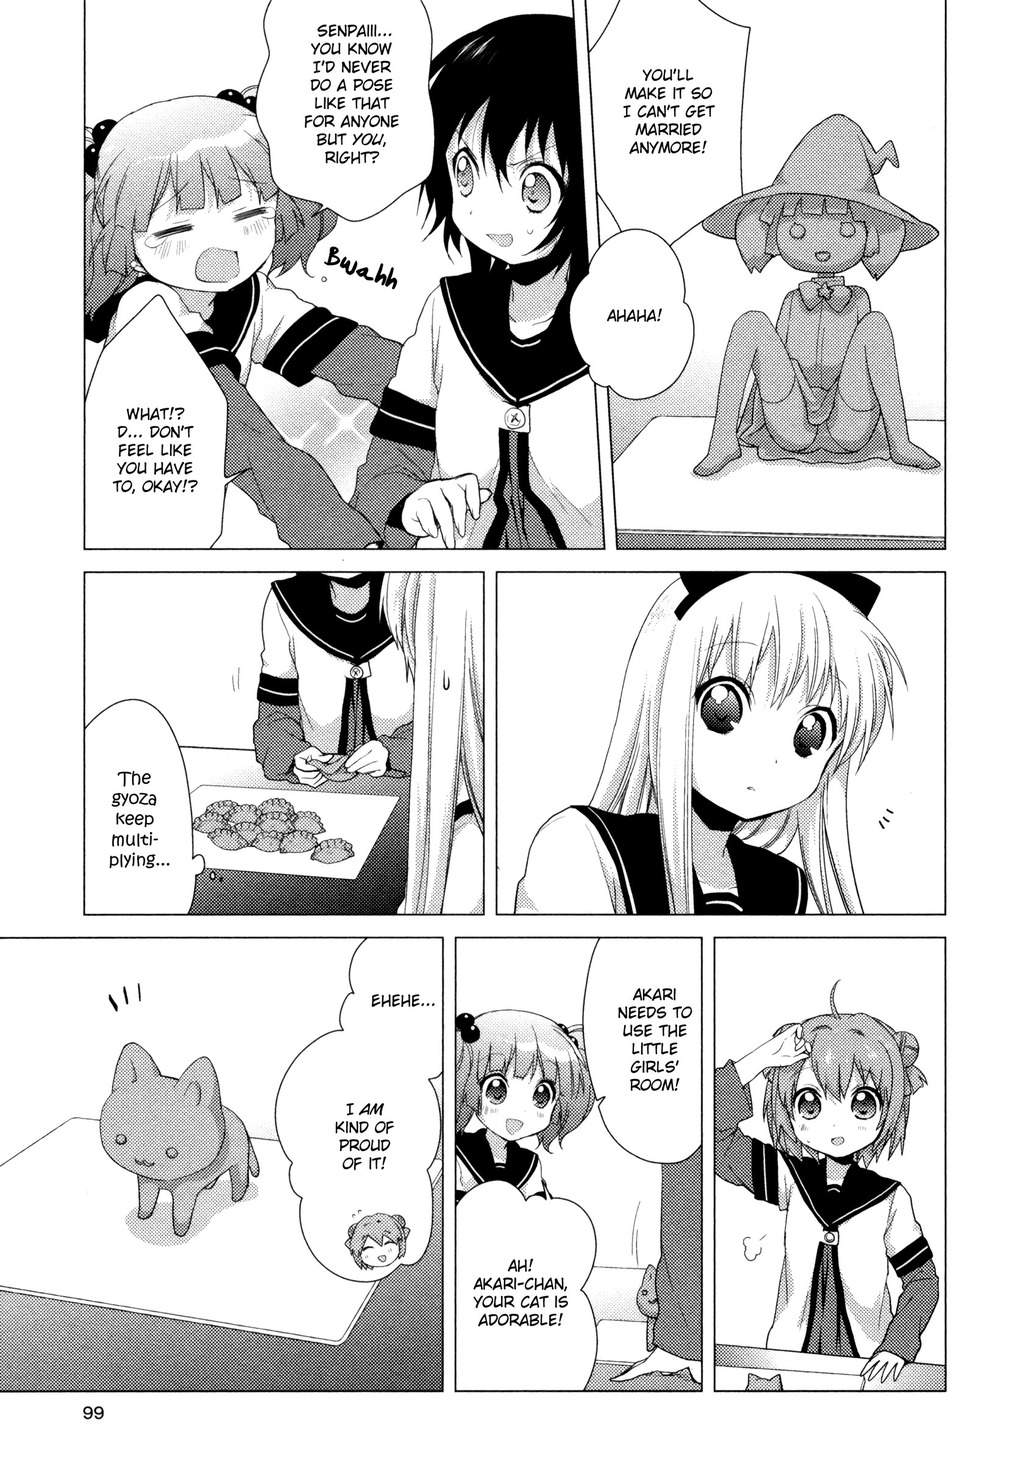 YOU'LL
MAKE IT SO
I CAN'T GET
MARRIED
ANYMORE!
AHAHA!
SENPAIII...
YOU KNOW
I'D NEVER
DO A POSE
LIKE THAT
FOR ANYONE
BUT YOU,
RIGHT?
Bwahh
WHAT!?
D... DON'T
FEEL LIKE
YOU HAVE
TO, OKAY!?
The
gyoza
keep
multi-
plying...
AKARI
NEEDS TO
USE THE
LITTLE
GIRLS'
ROOM!
AH!
AKARI-CHAN,
YOUR CAT IS
ADORABLE!
EHEHE...
I AM
KIND OF
PROUD
OF IT!
99